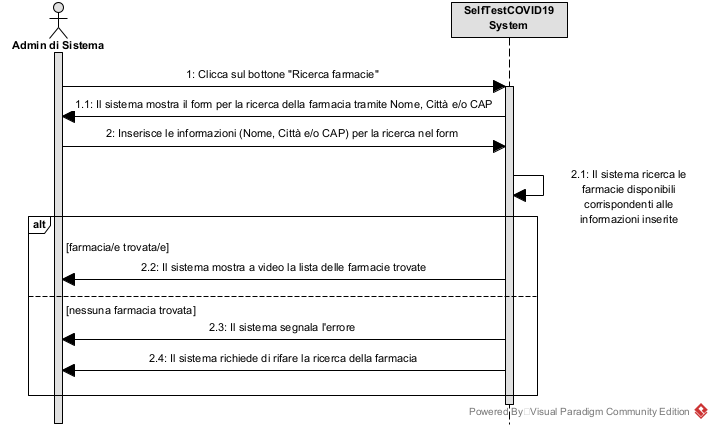 SelfTestCOVID19
System
Admin di Sistema
1: Clicca sul bottone "Ricerca farmacie"
1.1: Il sistema mostra il form per la ricerca della farmacia tramite Nome, Città e/o CAP
2: Inserisce le informazioni (Nome, Città e/o CAP) per la ricerca nel form
2.1: Il sistema ricerca le
farmacie disponibili
corrispondenti alle
informazioni inserite
alt
[farmacia/e trovata/e]
2.2: Il sistema mostra a video la lista delle farmacie trovate
[nessuna farmacia trovata]
2.3: Il sistema segnala l'errore
2.4: Il sistema richiede di rifare la ricerca della farmacia
Powered By Visual Paradigm Community Edition